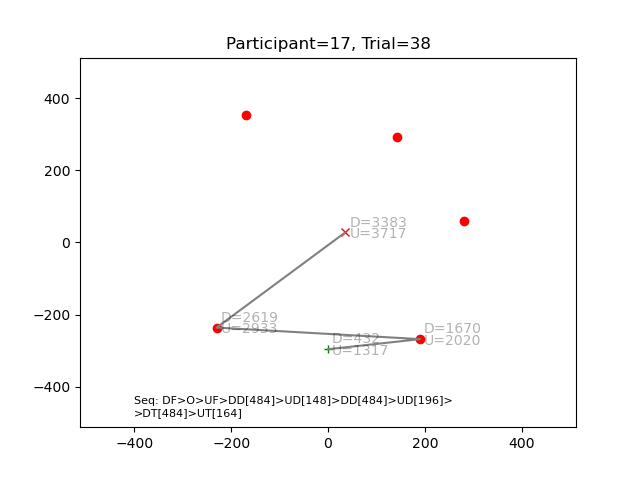 Participant=17, Trial=38
400
200
0
−200
−400
D=3383
U=3717
D=2619
U=2933
D=432
U=1317
D=1670
U=2020
Seq: DF>O>UF>DD[484]>UD[148]>DD[484]>UD[196]>
>DT[484]>UT[164]
−400 −200 0 200 400